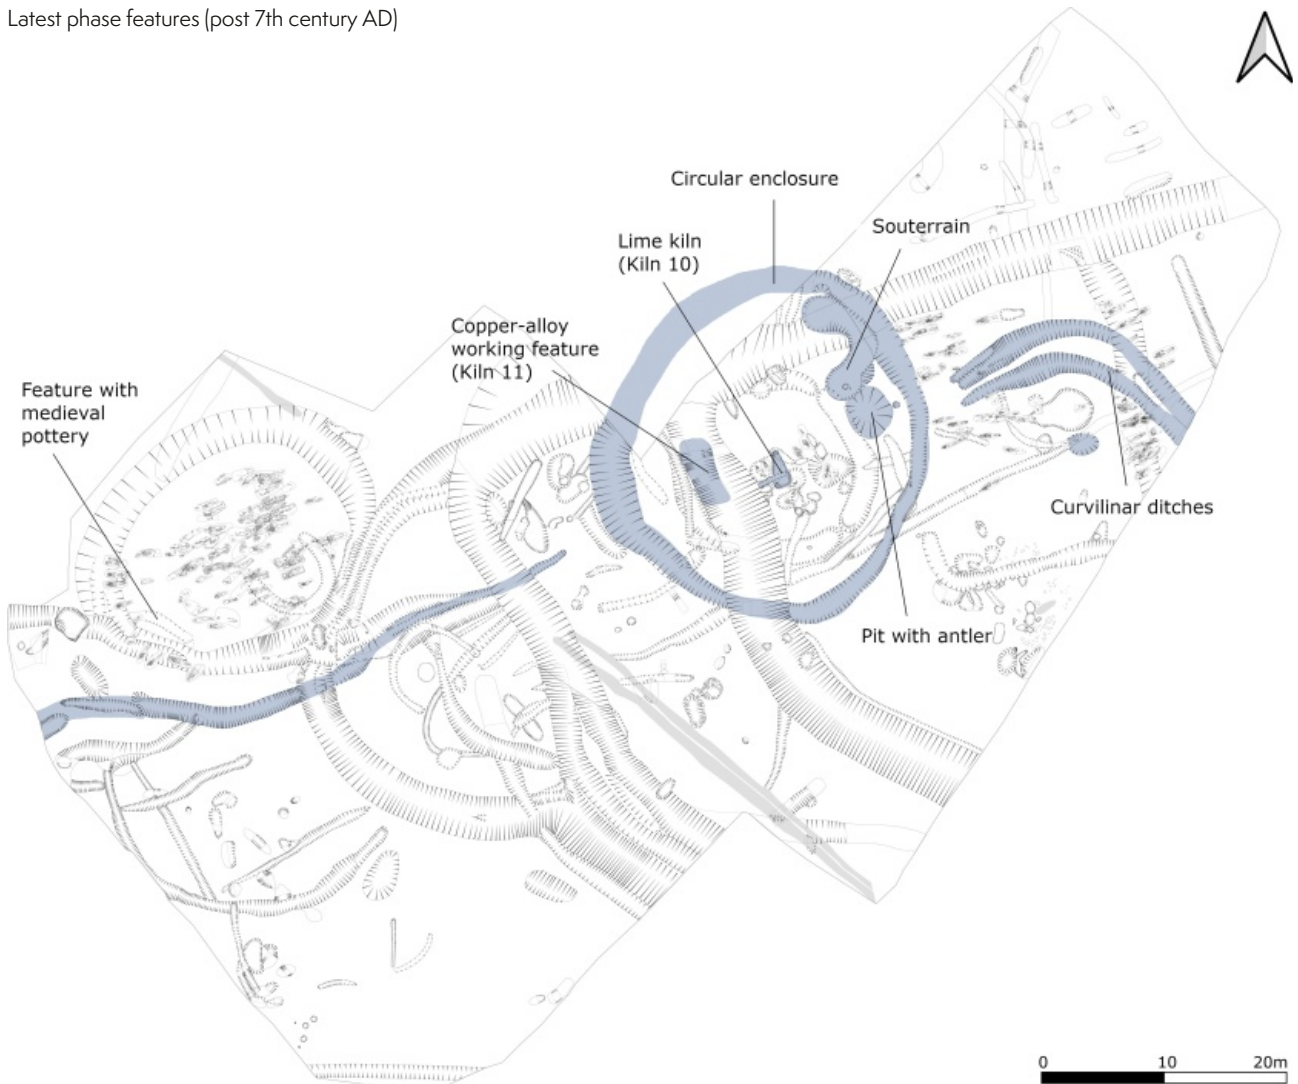 Latest phase features (post 7th century AD)
Circular enclosure
Souterrain
Lime kiln
(Kiln 10)
Copper-alloy
working feature
(Kiln 11)
Feature with
medieval
pottery
Curvilinar ditches
Pit with antler
0 10 20m